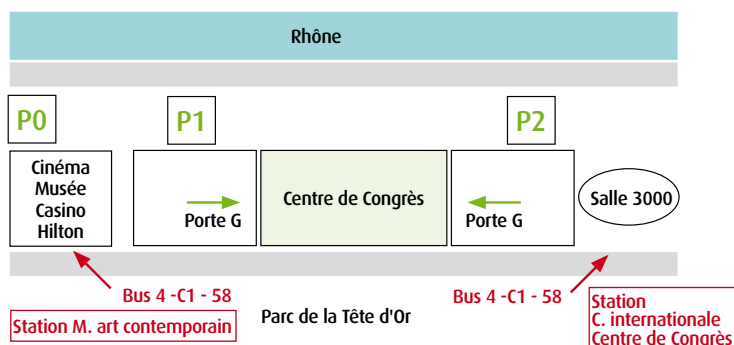 Rhône
P0
P1
P2
Cinéma
Musée
Casino
Hilton
Porte G
Centre de Congrès
Porte G
Salle 3000
Bus 4 -C1 - 58
Station M. art contemporain
Parc de la Tête d'Or
Bus 4 -C1 - 58
Station
C. internationale
Centre de Congrès